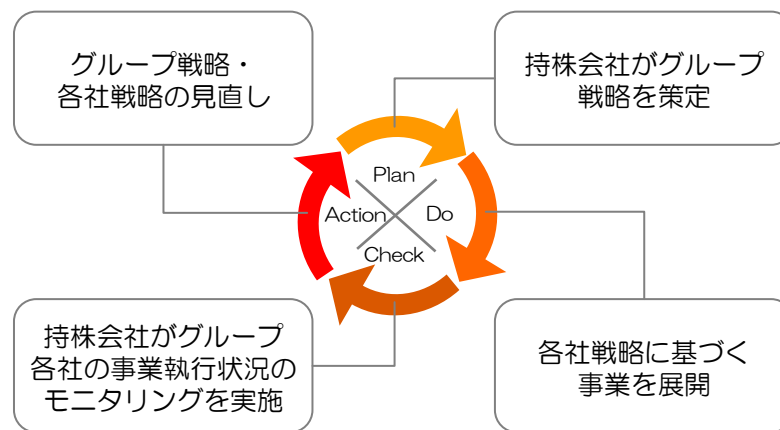 グループ戦略・
各社戦略の見直し
持株会社がグループ
戦略を策定
Plan
Action
Do
Check
持株会社がグループ
各社の事業執行状況の
モニタリングを実施
各社戦略に基づく
事業を展開